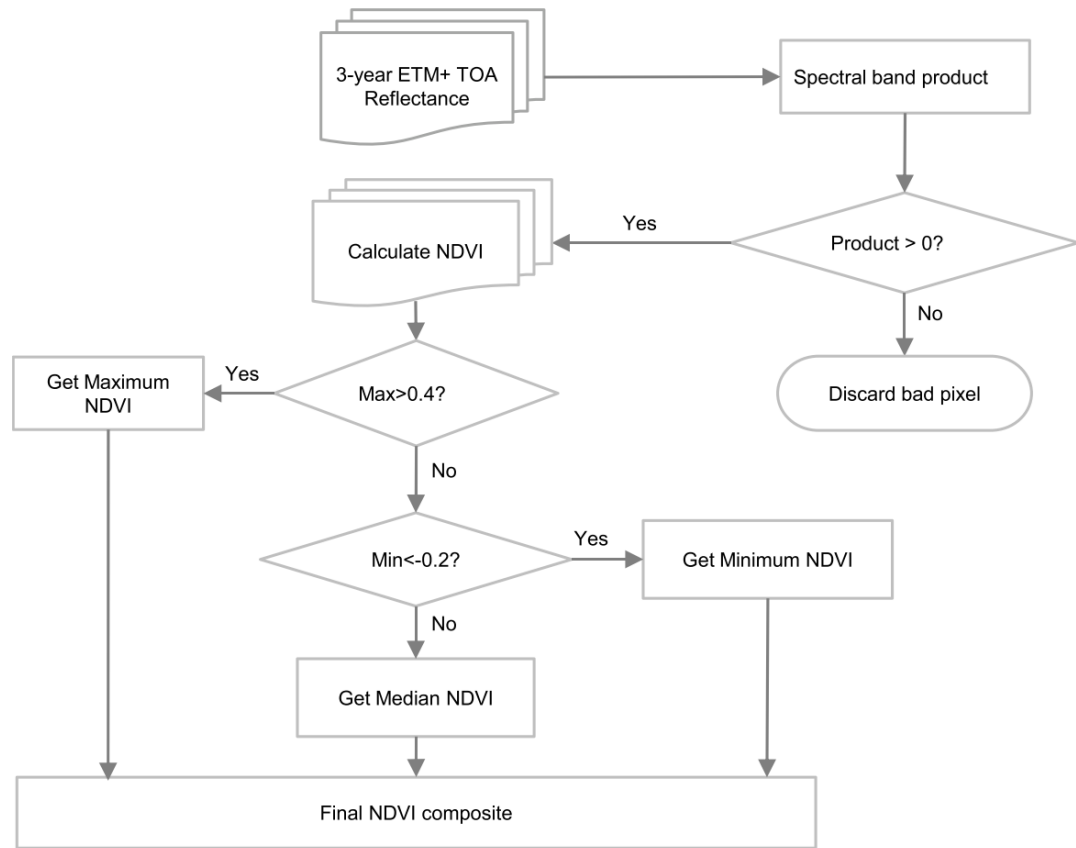 3-year ETM+ TOA
Reflectance
Spectral band product
Yes
Product > 0?
Calculate NDVI
No
Get Maximum
NDVI
Yes
Max>0.4?
Discard bad pixel
No
Min<-0.2?
Yes
Get Minimum NDVI
No
Get Median NDVI
Final NDVI composite